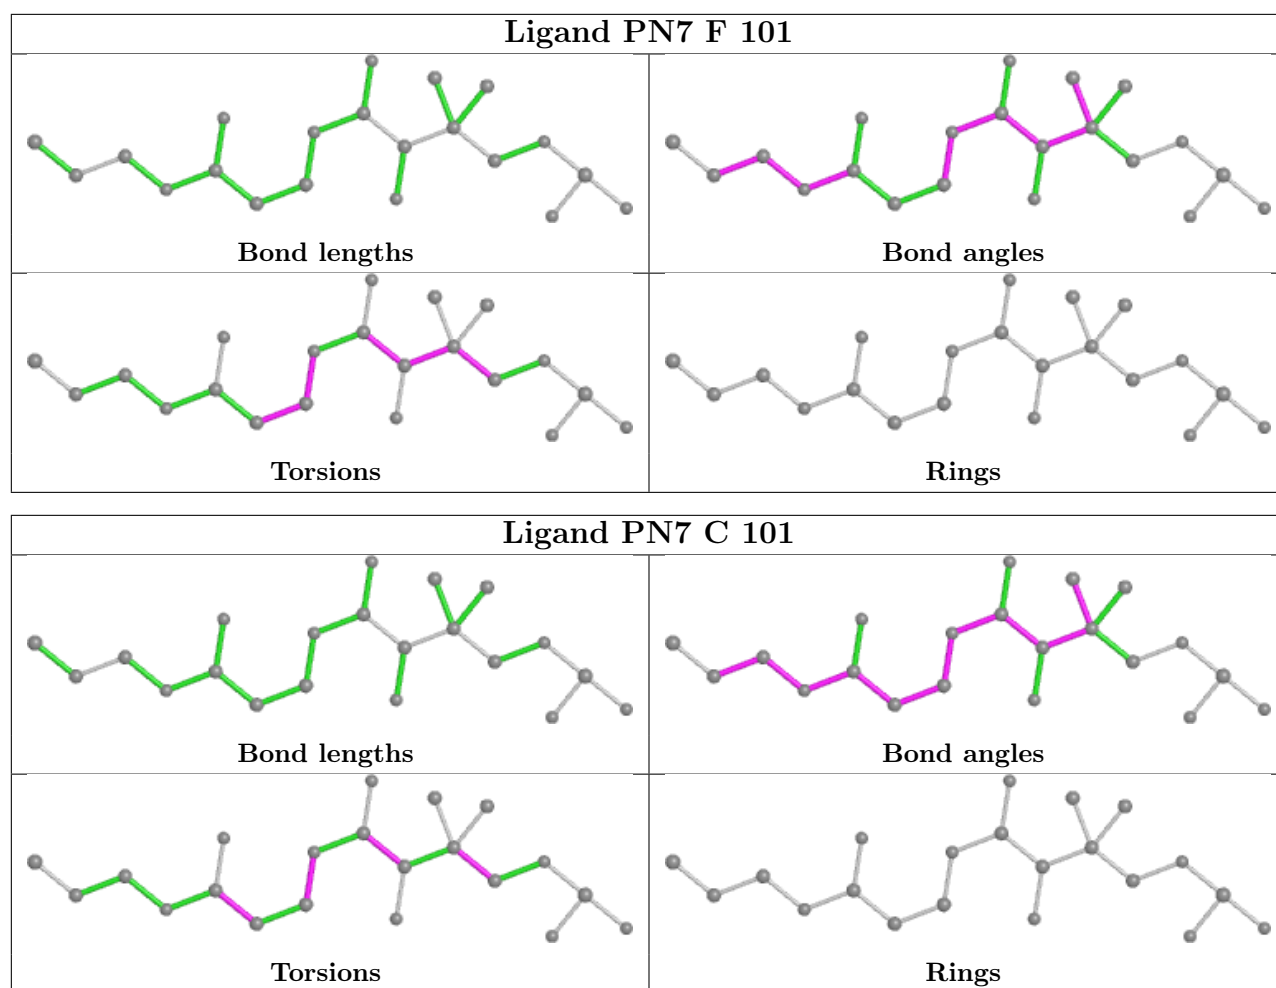 Ligand PN7 F 101
Bond lengths
Bond angles
Torsions
Rings
Ligand PN7 C 101
Bond lengths
Bond angles
Torsions
Rings